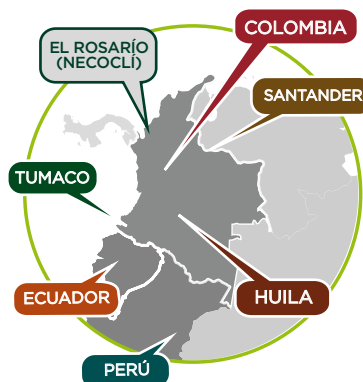 COLOMBIA
EL ROSARÍO
(NECOCLÍ)
SANTANDER
TUMACO
ECUADOR
HUILA
PERÚ